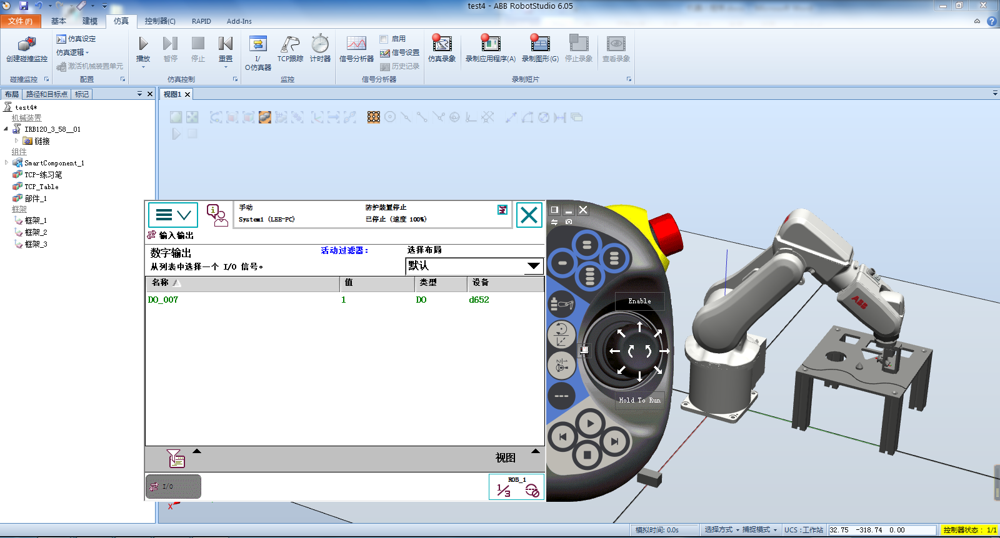 test4 - ABB RobotStudio 6.05
文件(F) 基本 建模 仿真 控制器(C) RAPID Add-Ins
创建碰撞监控
碰撞监控
仿真设定
仿真逻辑
激活机械装置单元
配置
播放 暂停 停止 重置
仿真控制
I/
O仿真器
TCP跟踪 计时器
监控
信号分析器
启用
信号设置
历史记录
信号分析器
仿真录象 录制应用程序(A) 录制图形(G) 停止录象 查看录象
录制短片
布局 路径和目标点 标记
视图1
test4*
机械装置
IRB120_3_58__01
链接
组件
SmartComponent_1
TCP-练习笔
TCP_Table
部件_1
框架
框架_1
框架_2
框架_3
手动
System1 (LEE-PC)
防护装置停止
已停止 (速度 100%)
输入输出
数字输出
从列表中选择一个 I/O 信号。
活动过滤器:
选择布局
默认
名称 值 类型 设备
DO_007 1 DO d652
视图
I/O
ROB_1
1/3
Enable
Hold To Run
ABB
X
模拟时间: 0.0s 选择方式 捕捉模式 UCS : 工作站 32.75 -318.74 0.00 控制器状态: 1/1